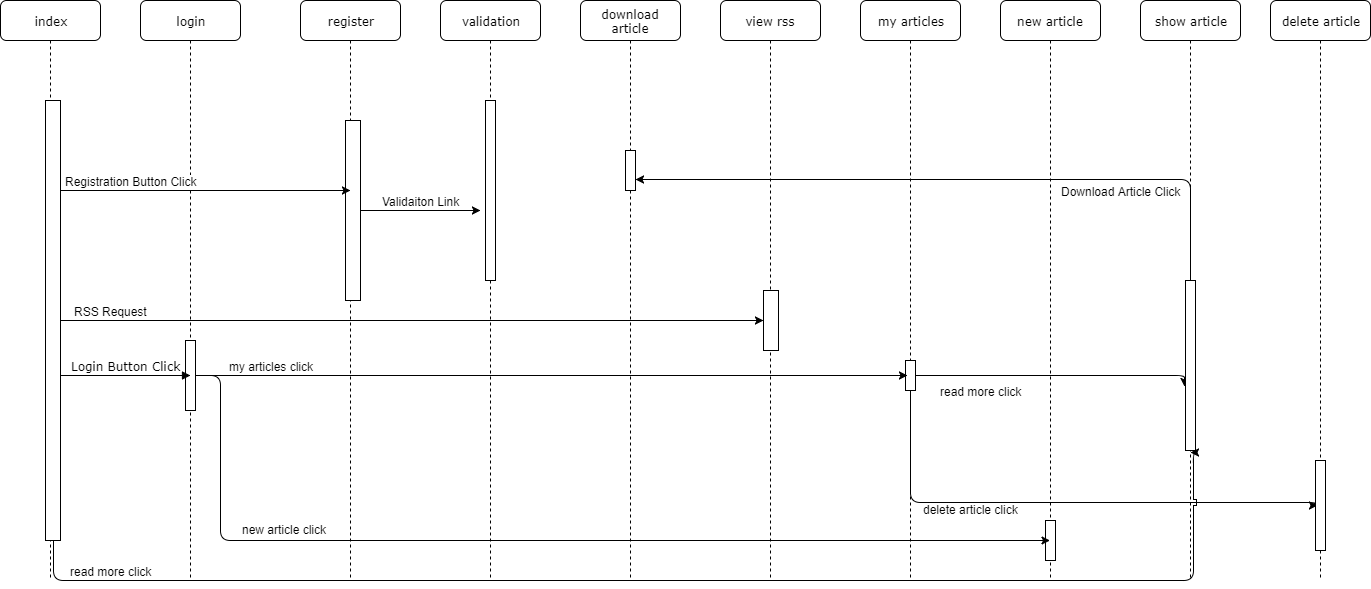 index
login
register
validation
download
article
view rss
my articles
new article
show article
delete article
Registration Button Click
Download Article Click
Validaiton Link
RSS Request
Login Button Click
my articles click
read more click
delete article click
new article click
read more click